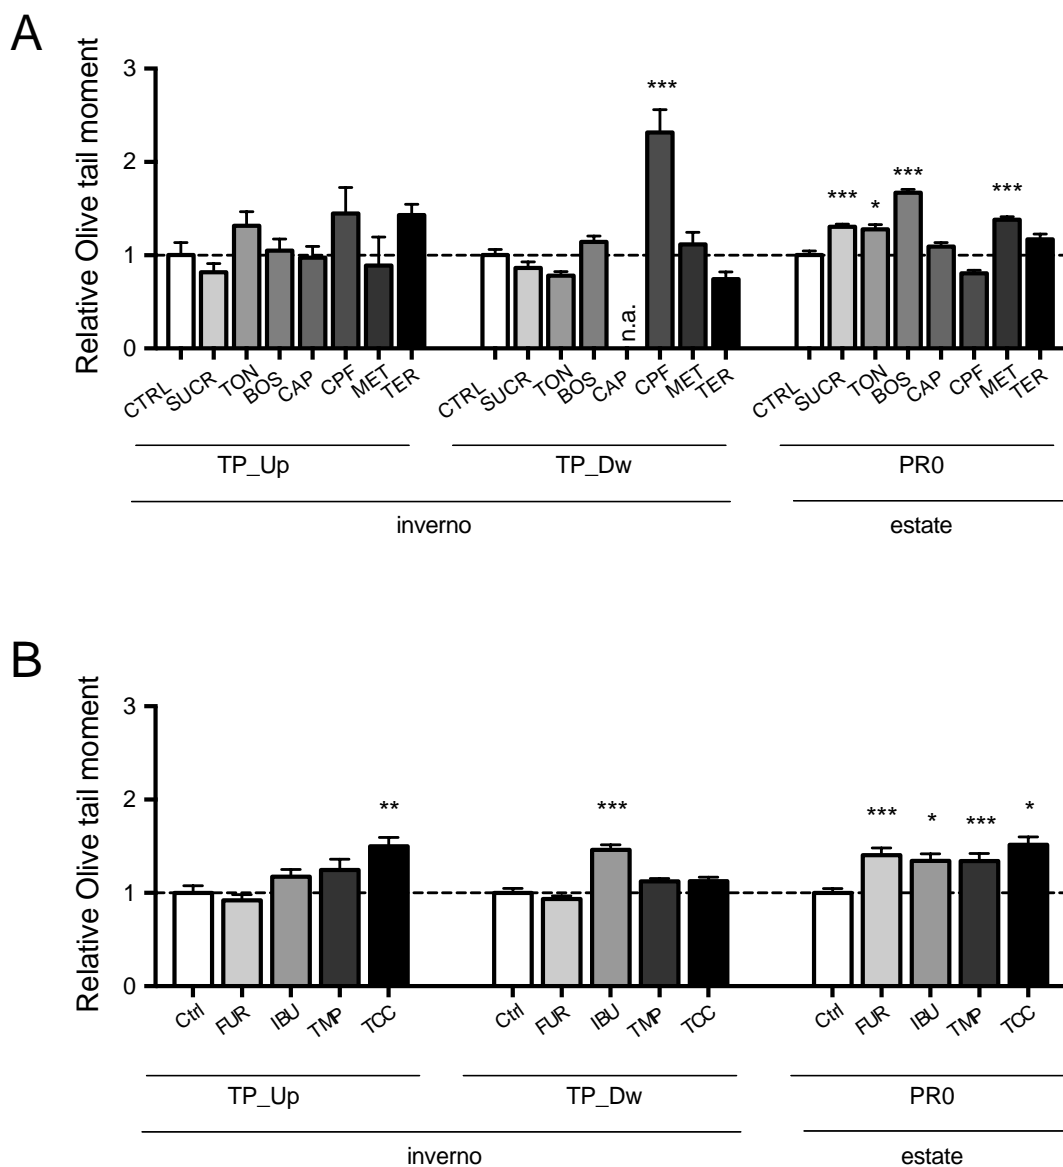 A
Relative Olive tail moment
3
2
1
0
***
***
*
***
***
n.a.
CTRL SUCR TON BOS CAP CPF MET TER
CTRL SUCR TON BOS CAP CPF MET TER
CTRL SUCR TON BOS CAP CPF MET TER
TP_Up TP_Dw PR0
inverno estate
B
Relative Olive tail moment
3
2
1
0
**
***
***
*
***
*
Ctrl FUR IBU TMP TCC
Ctrl FUR IBU TMP TCC
Ctrl FUR IBU TMP TCC
TP_Up TP_Dw PR0
inverno estate